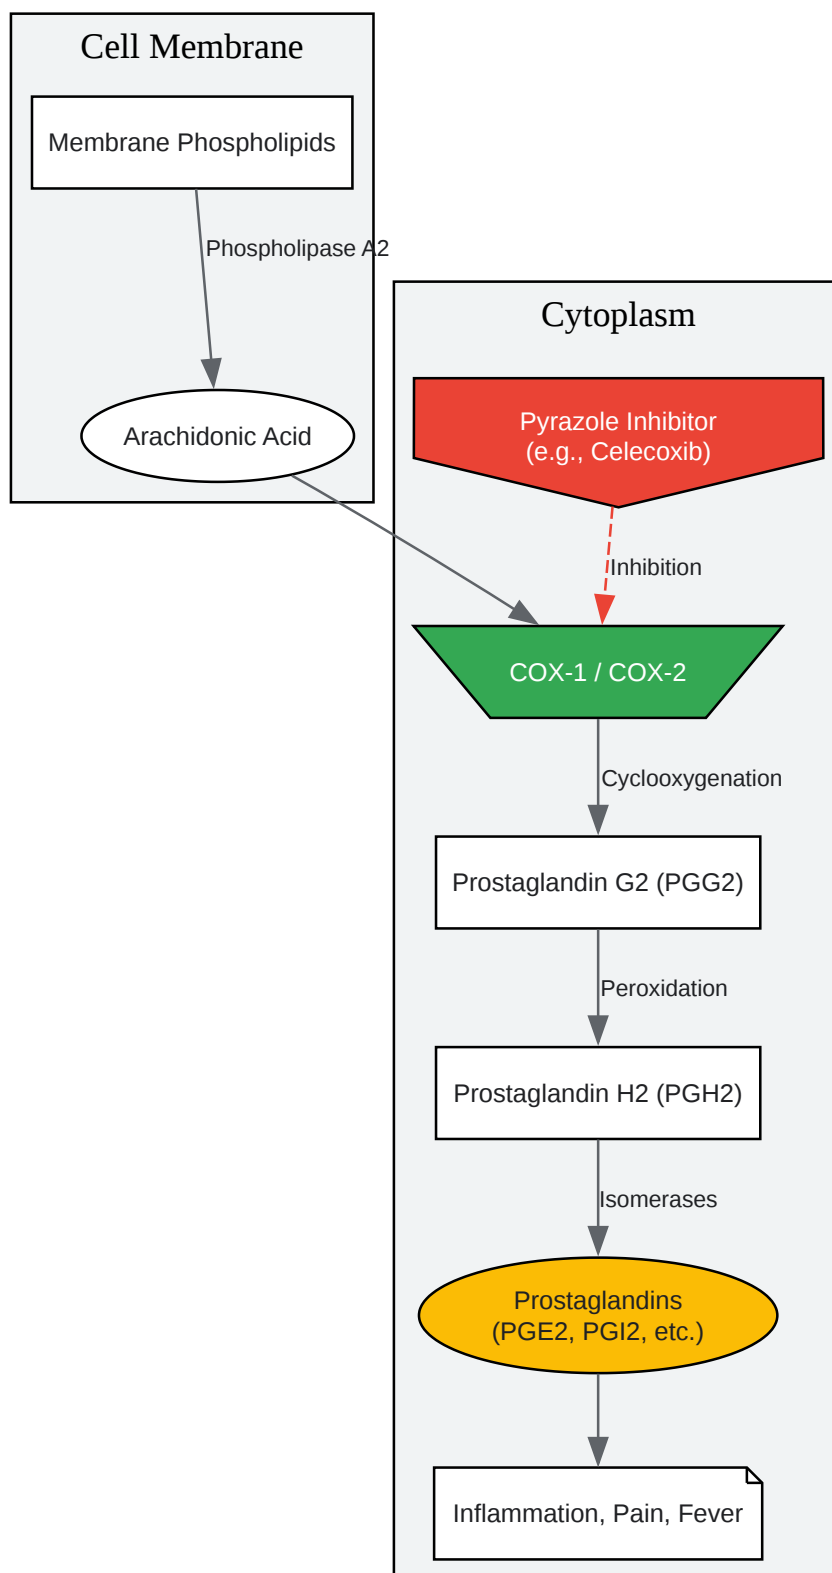 Cell Membrane
Membrane Phospholipids
Phospholipase A2
Arachidonic Acid
Cytoplasm
Pyrazole Inhibitor
(e.g., Celecoxib)
Inhibition
COX-1 / COX-2
Cyclooxygenation
Prostaglandin G2 (PGG2)
Peroxidation
Prostaglandin H2 (PGH2)
Isomerases
Prostaglandins
(PGE2, PGI2, etc.)
Inflammation, Pain, Fever